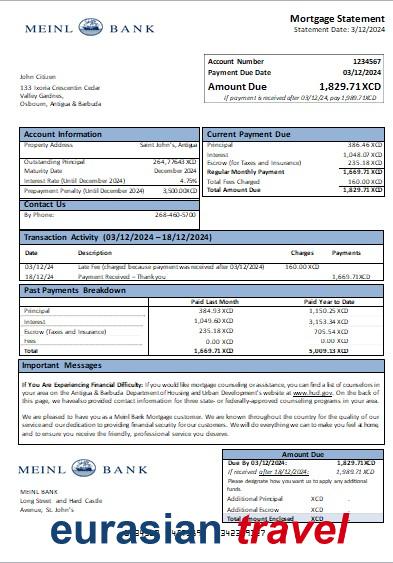 MEINL BANK
Mortgage Statement
Statement Date: 3/12/2024
Account Number 1234567
Payment Due Date 03/12/2024
Amount Due 1,829.71XCD
If payment is received after 03/12/24, pay 1,989.71XCD
John Citizen
133 Ixoria Crescentin Cedar
Valley Gardnes,
Osbourn, Antigua & Barbuda
Account Information
Property Address Saint John's, Antigua
Outstanding Principal 264,776.43 XCD
Maturity Date December 2024
Interest Rate (Until December 2024) 4.75%
Prepayment Penalty (Until December 2024) 3,500.00XCD
Contact Us
By Phone: 268-460-5700
Current Payment Due
Principal 386.46 XCD
Interest 1,048.07 XCD
Escrow (for Taxes and Insurance) 235.18 XCD
Regular Monthly Payment 1,669.71 XCD
Total Fees Charged 160.00 XCD
Total Amount Due 1,829.71 XCD
Transaction Activity (03/12/2024 – 18/12/2024)
Date Description Charges Payments
03/12/24 Late Fee (charged because payment was received after 03/12/2024) 160.00XCD
18/12/24 Payment Received – Thank you 1,669.71XCD
Past Payments Breakdown
Paid Last Month Paid Year to Date
Principal 384.93 XCD 1,150.25 XCD
Interest 1,049.60 XCD 3,153.34 XCD
Escrow (Taxes and Insurance) 235.18 XCD 705.54 XCD
Fees 0.00 XCD 0.00 XCD
Total 1,669.71 XCD 5,009.13 XCD
Important Messages
If You Are Experiencing Financial Difficulty: If you would like mortgage counseling or assistance, you can find a list of counselors in
your area on the Antigua & Barbuda Department of Housing and Urban Development's website at www.hud.gov. On the back of
this page, we have also provided contact information for three state- or federally-approved counseling programs in your area.
We are pleased to have you as a Meinl Bank Mortgage customer. We are known throughout the country for the quality of our
service and our dedication to providing financial security for our customers. We will do everything we can to make you feel at home
and to ensure you receive the friendly, professional service you deserve.
MEINL BANK
MEINL BANK
Long Street and Hard Castle
Avenue, St. John's
Amount Due
Due By 03/12/2024: 1,829.71XCD
If received after 18/12/2024: 1,989.71 XCD
Please designate how you want us to apply any additional
funds.
Additional Principal XCD -
Additional Escrow XCD -
Total Amount Enclosed XCD -
eurasian-travel